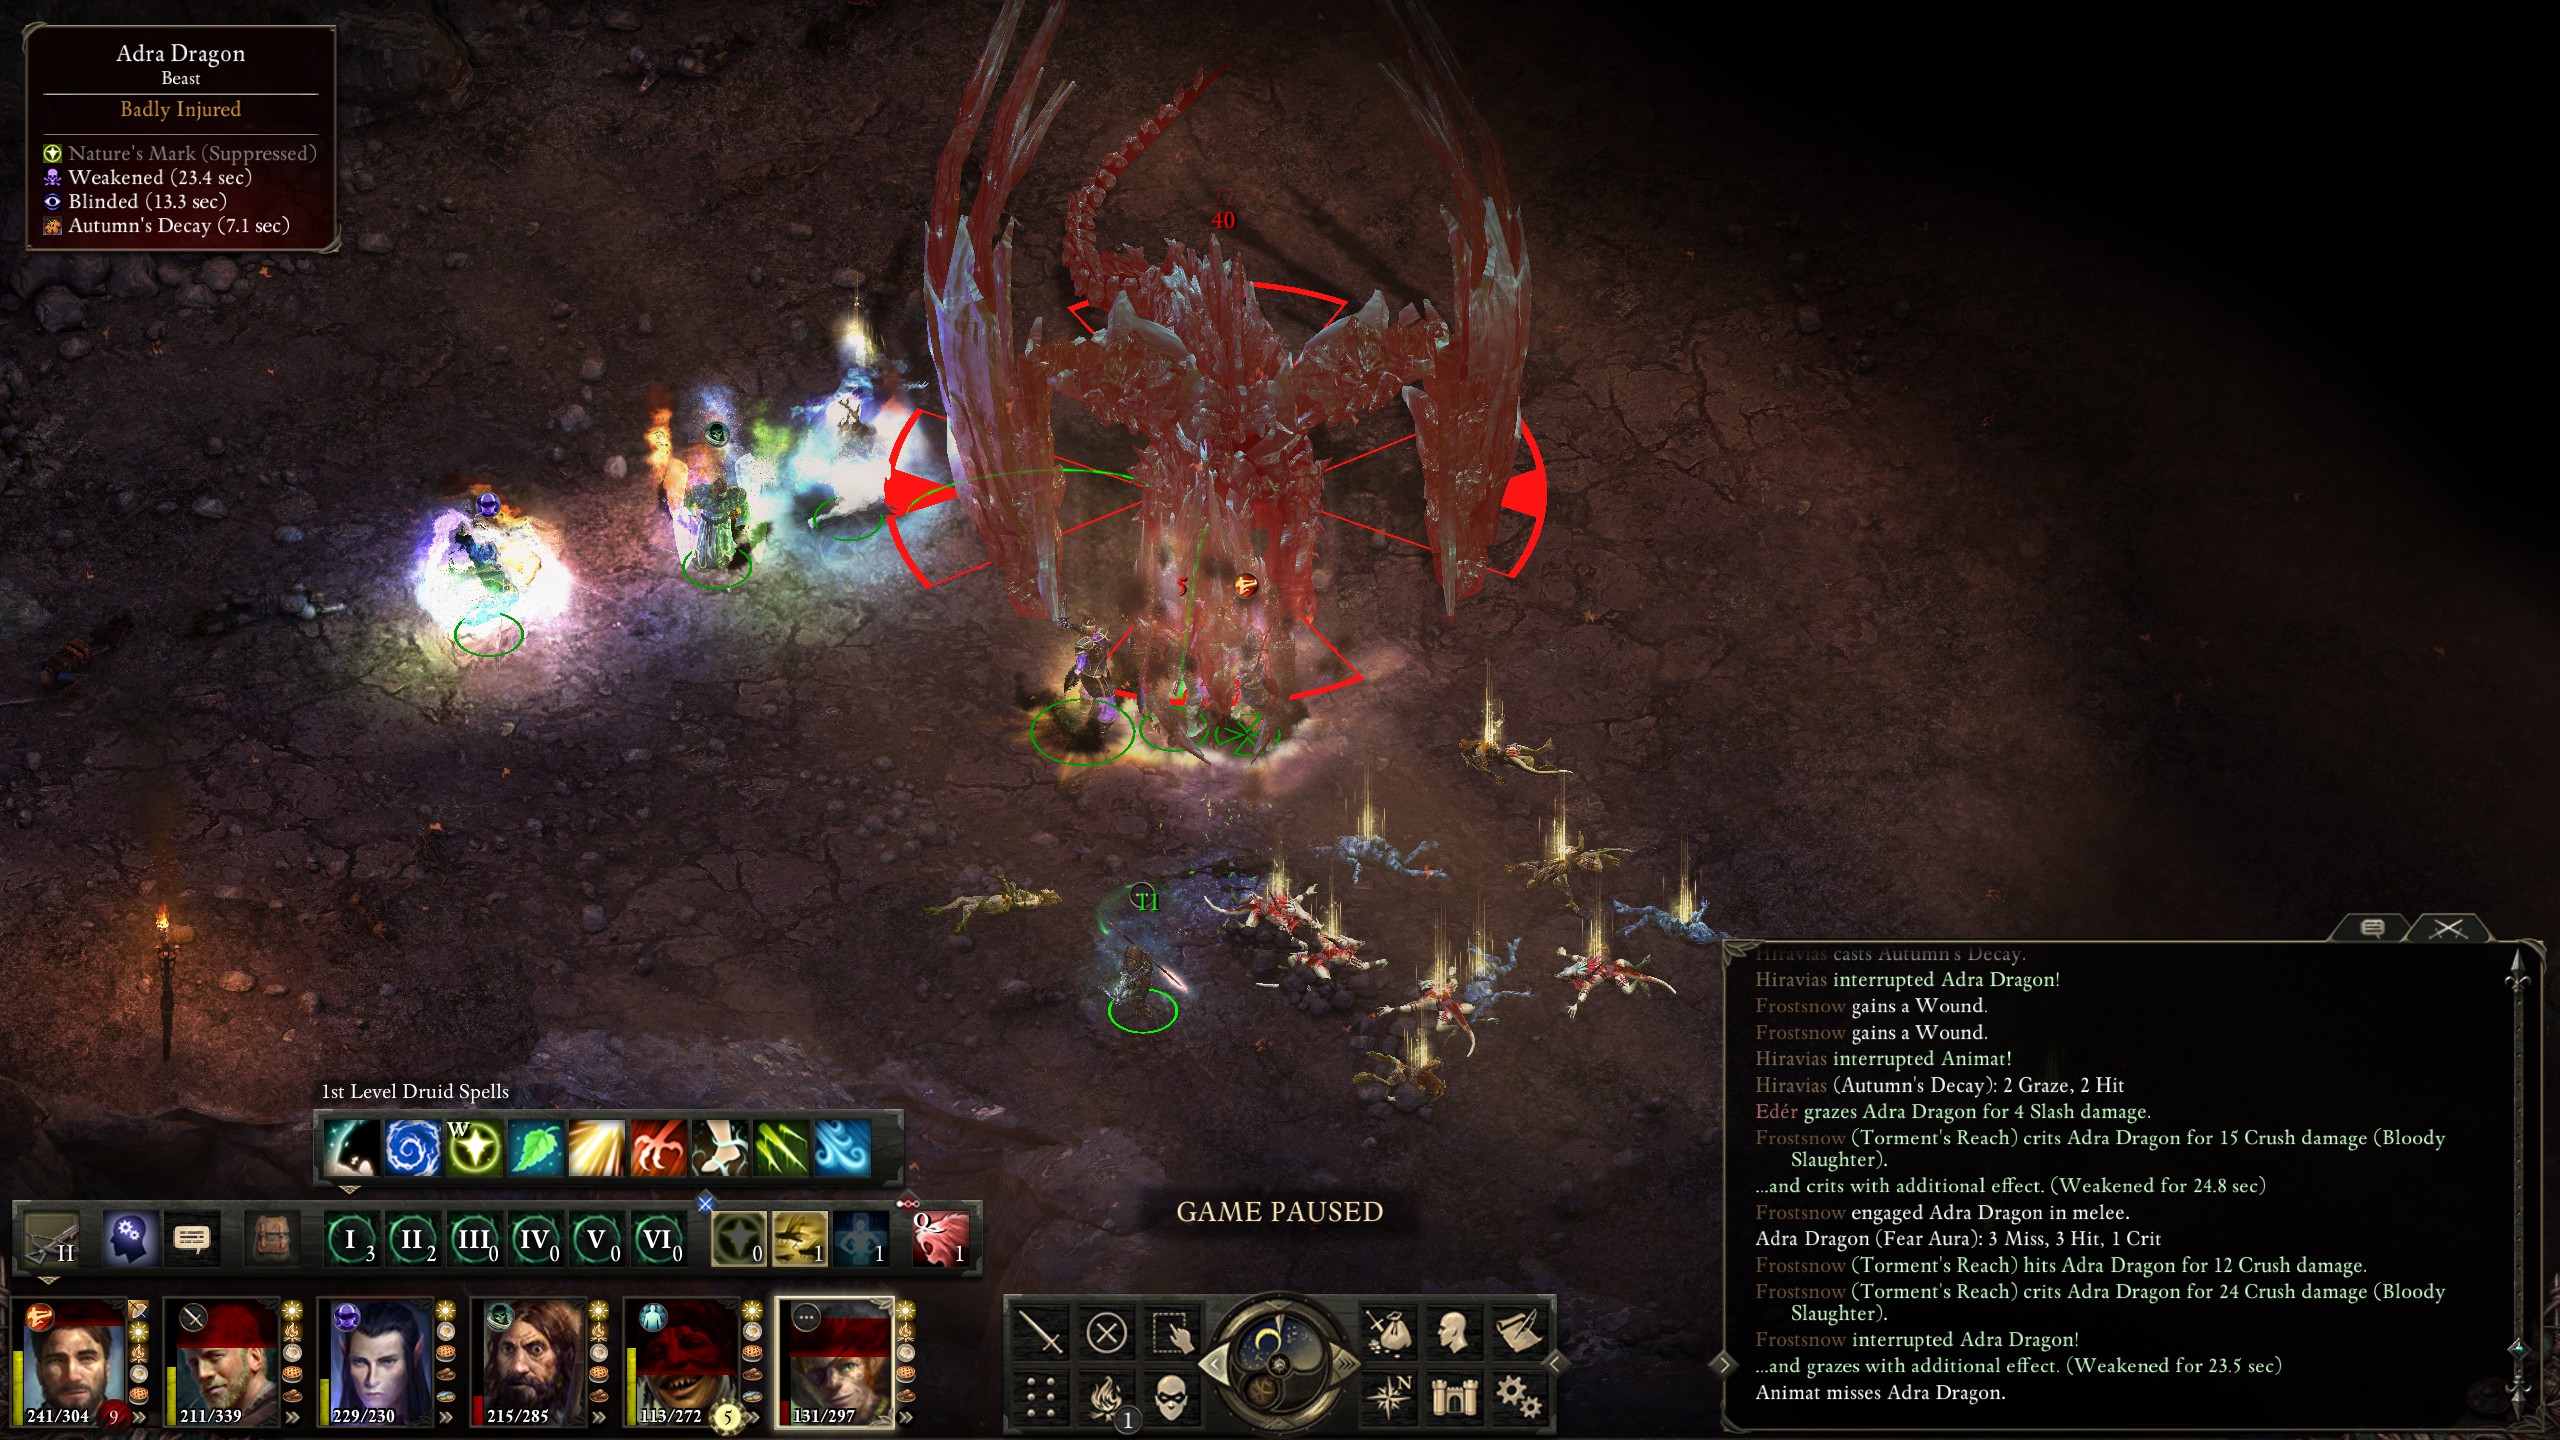 Adra Dragon
Beast
Badly Injured
Nature's Mark (Suppressed)
Weakened (23.4 sec)
Blinded (13.3 sec)
Autumn's Decay (7.1 sec)
40
5
T1
Hiravias casts Autumn's Decay.
Hiravias interrupted Adra Dragon!
Frostsnow gains a Wound.
Frostsnow gains a Wound.
Hiravias interrupted Animat!
Hiravias (Autumn's Decay): 2 Graze, 2 Hit
Edér grazes Adra Dragon for 4 Slash damage.
Frostsnow (Torment's Reach) crits Adra Dragon for 15 Crush damage (Bloody
Slaughter).
...and crits with additional effect. (Weakened for 24.8 sec)
Frostsnow engaged Adra Dragon in melee.
Adra Dragon (Fear Aura): 3 Miss, 3 Hit, 1 Crit
Frostsnow (Torment's Reach) hits Adra Dragon for 12 Crush damage.
Frostsnow (Torment's Reach) crits Adra Dragon for 24 Crush damage (Bloody
Slaughter).
Frostsnow interrupted Adra Dragon!
...and grazes with additional effect. (Weakened for 23.5 sec)
Animat misses Adra Dragon.
1st Level Druid Spells
W
II I 3 II 2 III 0 IV 0 V 0 VI 0 0 1 1 Q 1
GAME PAUSED
241/304 9 211/339 229/230 215/285 113/272 5 131/297
N
1